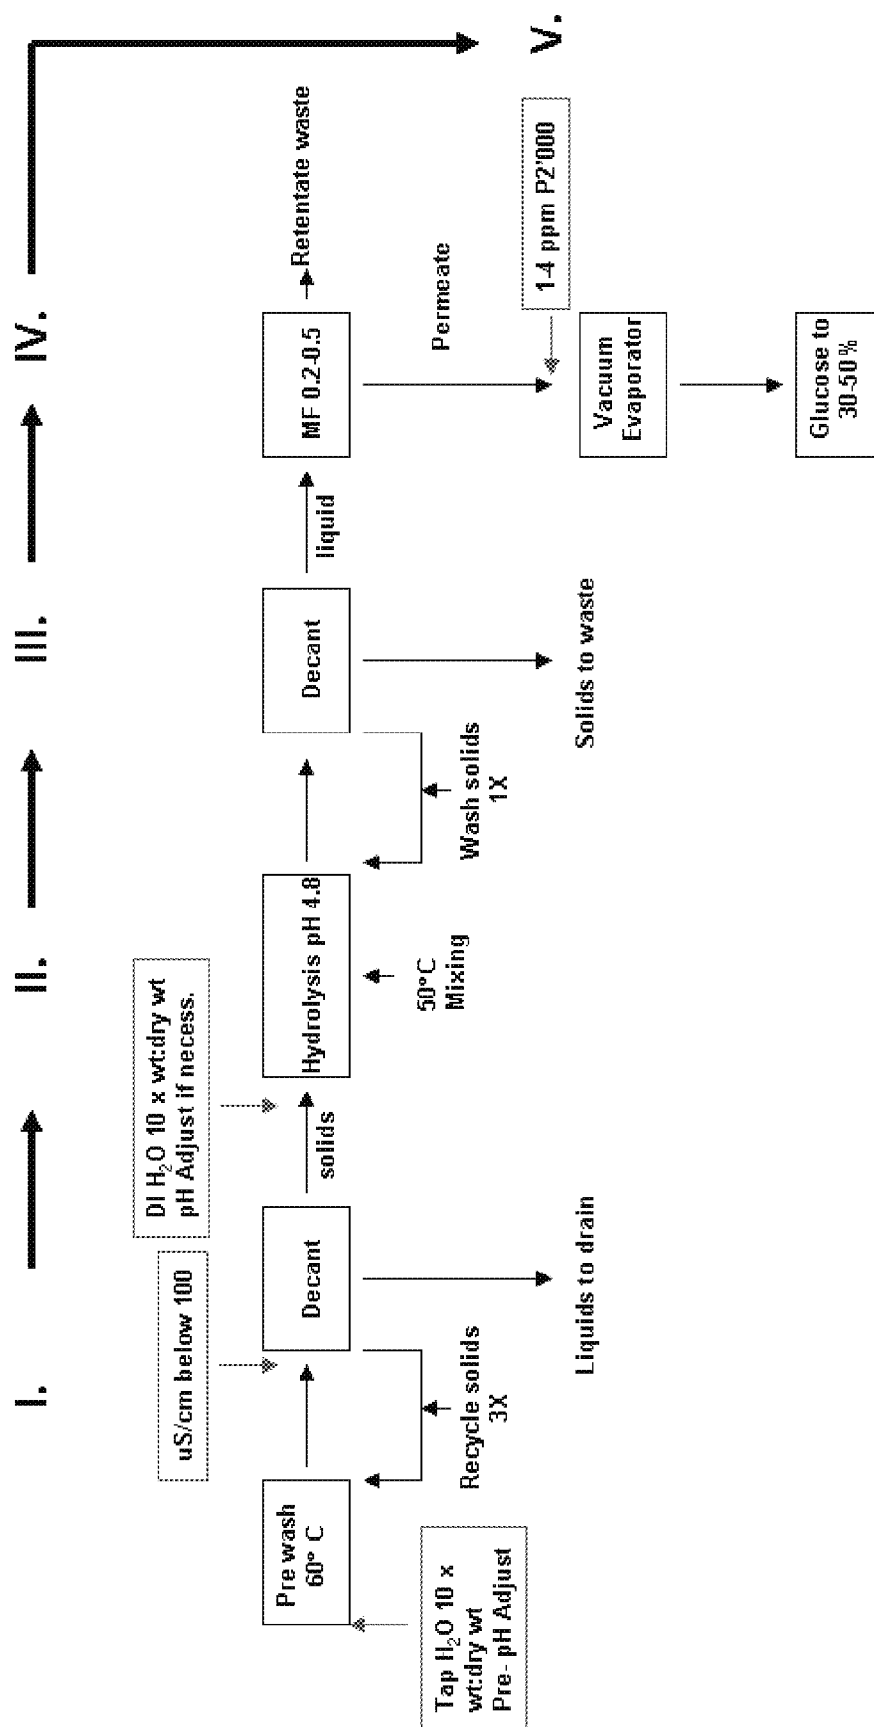 I.
II.
III.
IV.
V.
Tap H₂O 10 x
wt:dry wt
Pre- pH Adjust
Pre wash
60° C
uS/cm below 100
Recycle solids
3X
Decant
Liquids to drain
solids
DI H₂O 10 x wt:dry wt
pH Adjust if necess.
Hydrolysis pH 4.8
50°C
Mixing
Wash solids
1X
Decant
Solids to waste
liquid
MF 0.2-0.5
Retentate waste
Permeate
1-4 ppm P2'000
Vacuum
Evaporator
Glucose to
30-50%